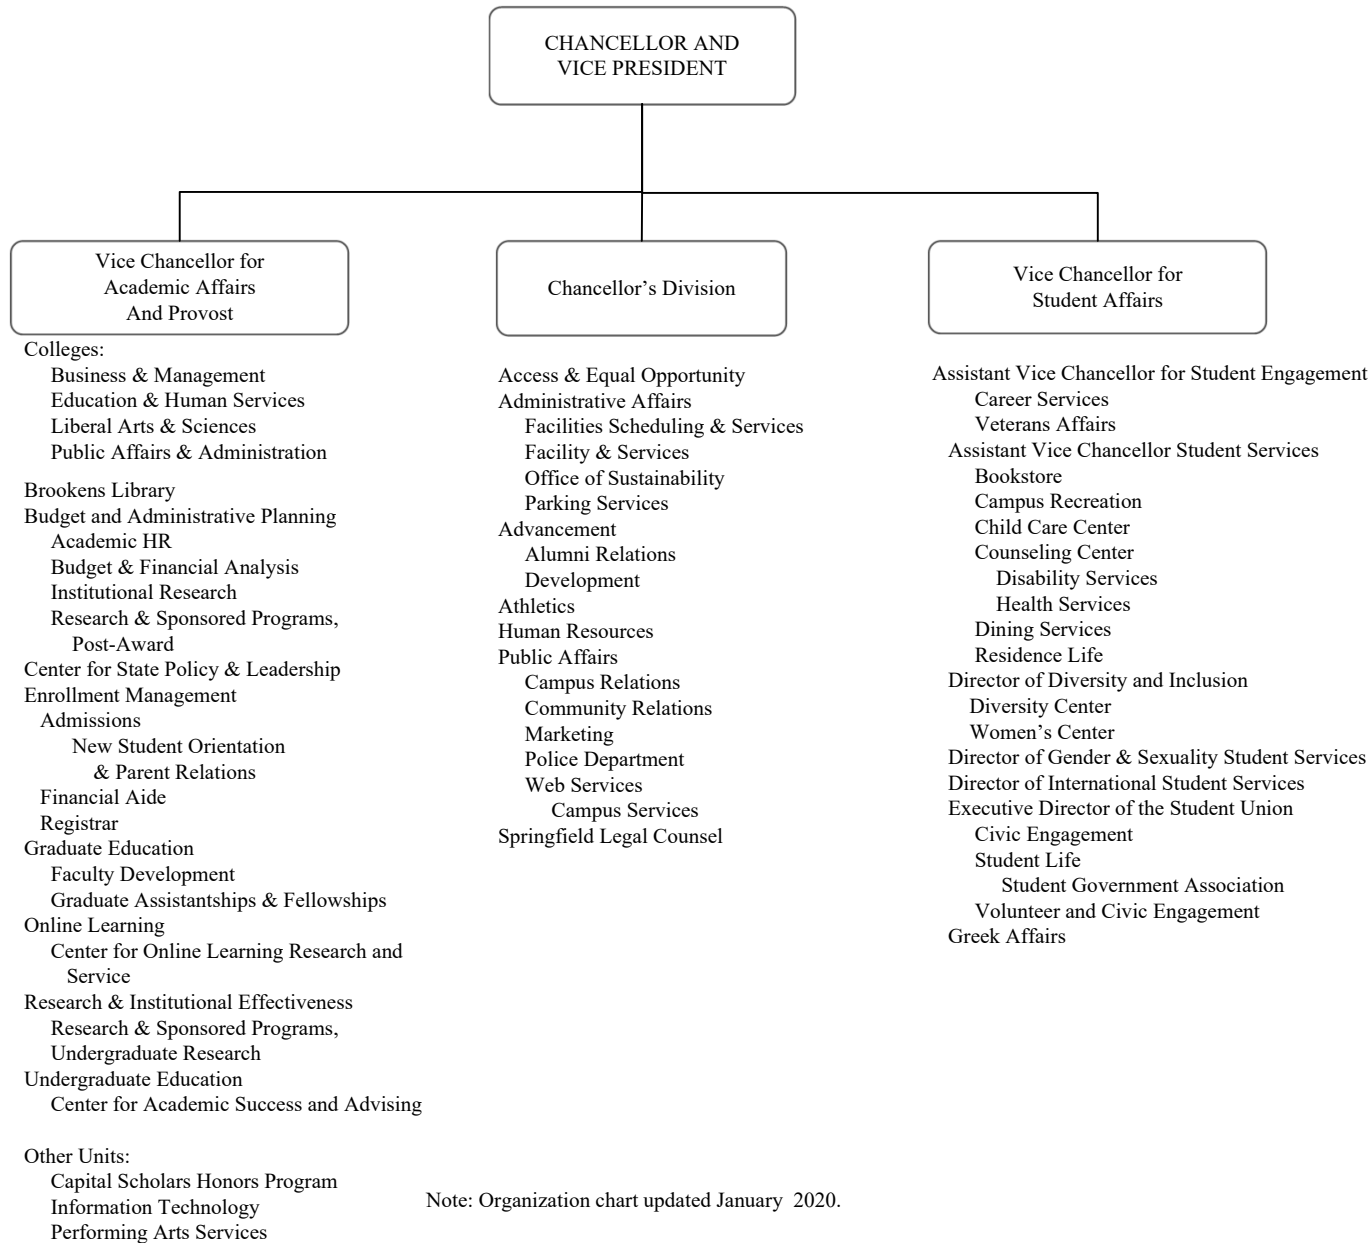 CHANCELLOR AND
VICE PRESIDENT
Vice Chancellor for
Academic Affairs
And Provost
Colleges:
Business & Management
Education & Human Services
Liberal Arts & Sciences
Public Affairs & Administration
Brookens Library
Budget and Administrative Planning
Academic HR
Budget & Financial Analysis
Institutional Research
Research & Sponsored Programs,
Post-Award
Center for State Policy & Leadership
Enrollment Management
Admissions
New Student Orientation
& Parent Relations
Financial Aide
Registrar
Graduate Education
Faculty Development
Graduate Assistantships & Fellowships
Online Learning
Center for Online Learning Research and
Service
Research & Institutional Effectiveness
Research & Sponsored Programs,
Undergraduate Research
Undergraduate Education
Center for Academic Success and Advising
Other Units:
Capital Scholars Honors Program
Information Technology
Performing Arts Services
Chancellor’s Division
Access & Equal Opportunity
Administrative Affairs
Facilities Scheduling & Services
Facility & Services
Office of Sustainability
Parking Services
Advancement
Alumni Relations
Development
Athletics
Human Resources
Public Affairs
Campus Relations
Community Relations
Marketing
Police Department
Web Services
Campus Services
Springfield Legal Counsel
Vice Chancellor for
Student Affairs
Assistant Vice Chancellor for Student Engagement
Career Services
Veterans Affairs
Assistant Vice Chancellor Student Services
Bookstore
Campus Recreation
Child Care Center
Counseling Center
Disability Services
Health Services
Dining Services
Residence Life
Director of Diversity and Inclusion
Diversity Center
Women’s Center
Director of Gender & Sexuality Student Services
Director of International Student Services
Executive Director of the Student Union
Civic Engagement
Student Life
Student Government Association
Volunteer and Civic Engagement
Greek Affairs
Note: Organization chart updated January 2020.